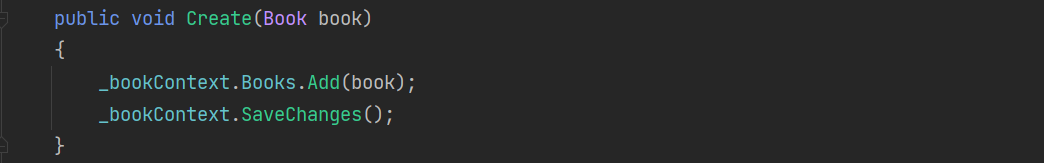 public void Create(Book book)
{
    _bookContext.Books.Add(book);
    _bookContext.SaveChanges();
}